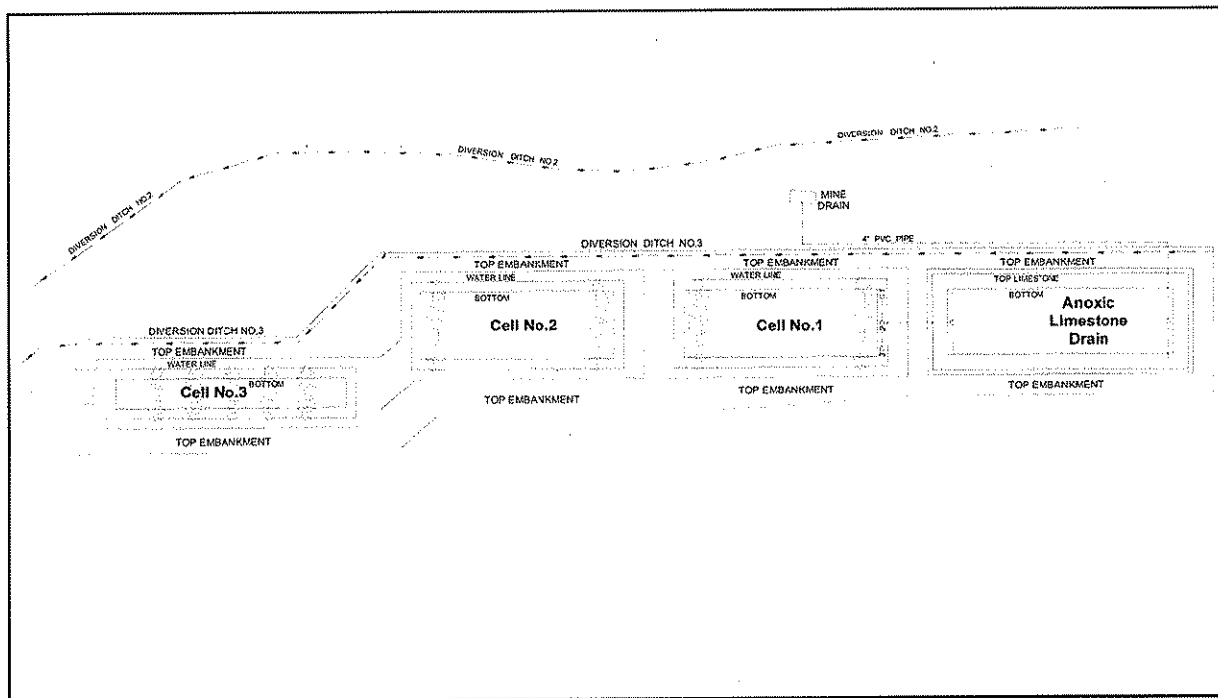 DIVERSION DITCH NO.2
DIVERSION DITCH NO.2
DIVERSION DITCH NO.2
MINE
DRAIN
4" PVC PIPE
DIVERSION DITCH NO.3
TOP EMBANKMENT
TOP EMBANKMENT
TOP EMBANKMENT
WATER LINE
WATER LINE
TOP LIMESTONE
BOTTOM
BOTTOM
BOTTOM
Cell No.2
Cell No.1
Anoxic
Limestone
Drain
DIVERSION DITCH NO.3
TOP EMBANKMENT
WATER LINE
BOTTOM
Cell No.3
TOP EMBANKMENT
TOP EMBANKMENT
TOP EMBANKMENT
TOP EMBANKMENT